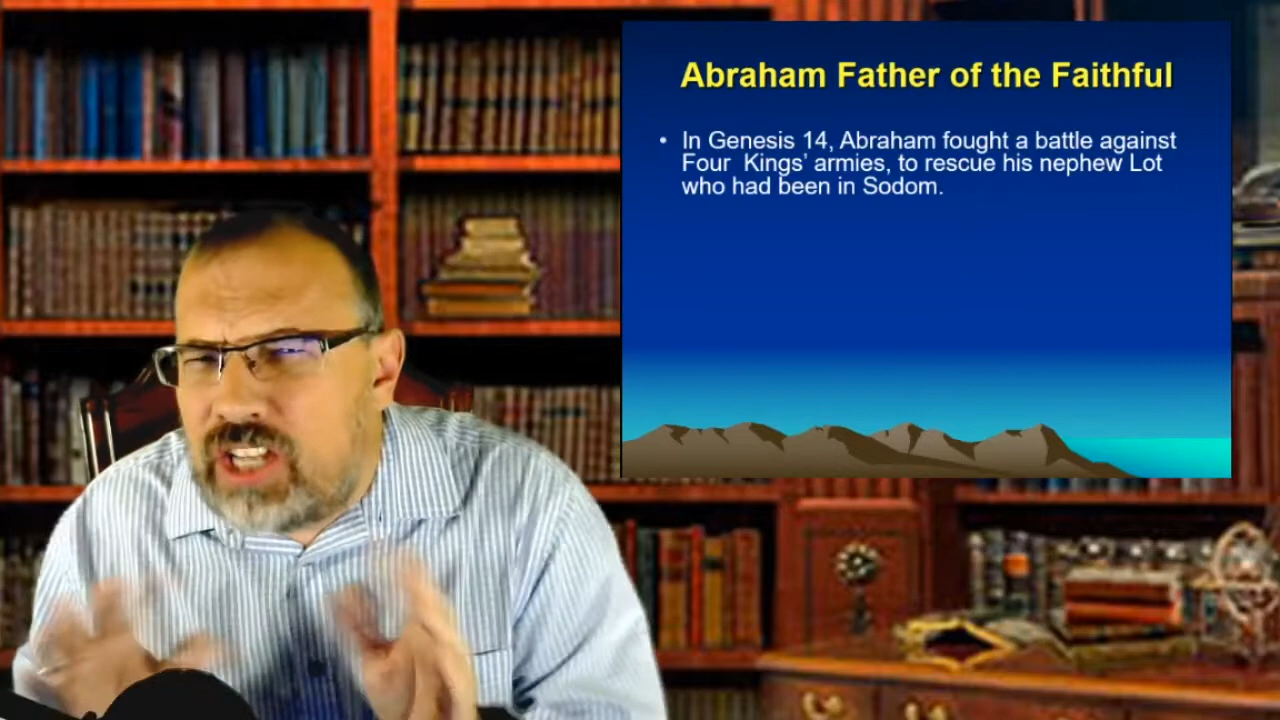 Abraham Father of the Faithful
• In Genesis 14, Abraham fought a battle against
Four  Kings’ armies, to rescue his nephew Lot
who had been in Sodom.